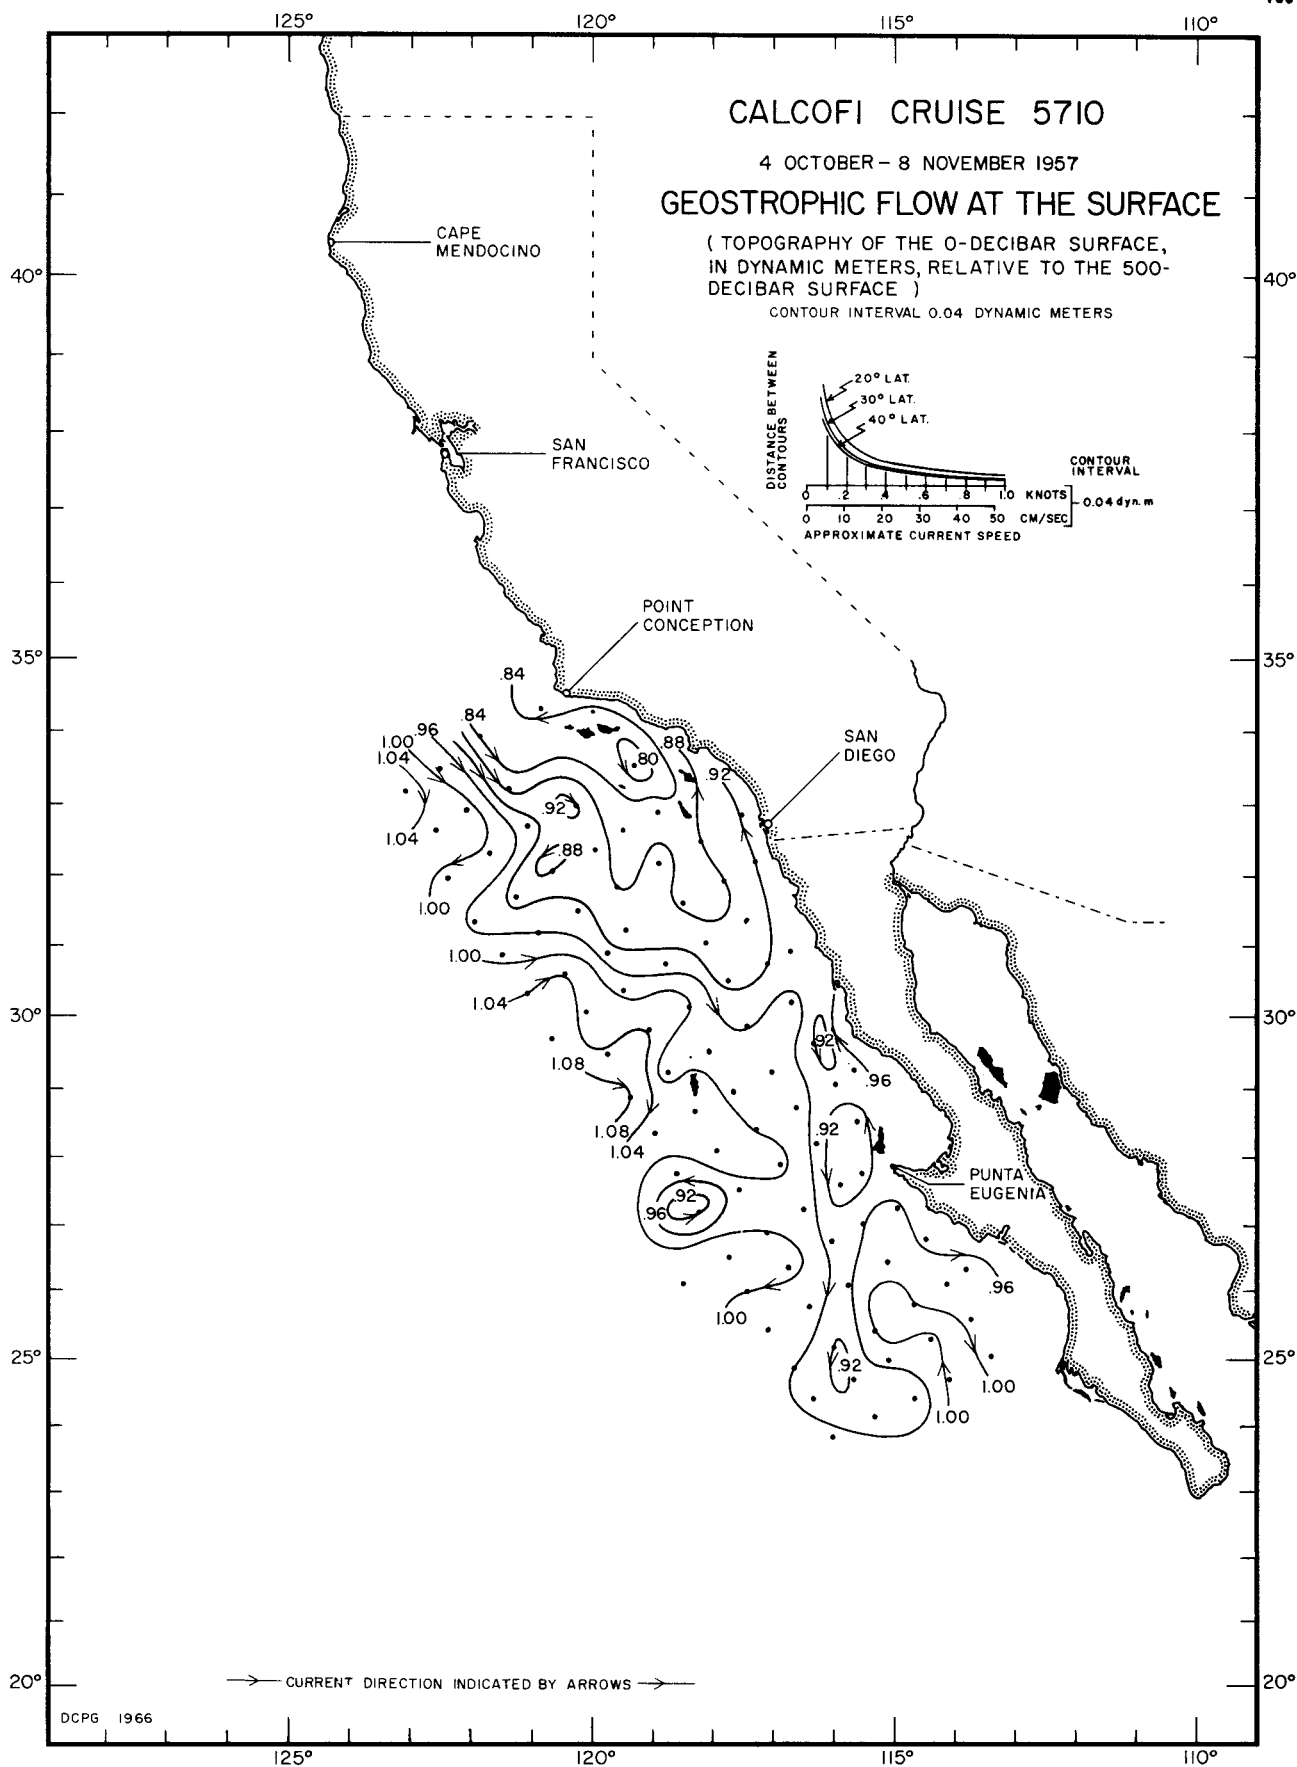 125°
120°
115°
110°
CALCOFI CRUISE 5710
4 OCTOBER – 8 NOVEMBER 1957
GEOSTROPHIC FLOW AT THE SURFACE
( TOPOGRAPHY OF THE 0-DECIBAR SURFACE,
IN DYNAMIC METERS, RELATIVE TO THE 500-
DECIBAR SURFACE )
CONTOUR INTERVAL 0.04 DYNAMIC METERS
CAPE
MENDOCINO
40°
40°
DISTANCE BETWEEN
CONTOURS
20° LAT.
30° LAT.
40° LAT.
SAN
FRANCISCO
CONTOUR
INTERVAL
0 .2 .4 .6 .8 1.0 KNOTS
0.04 dyn. m
0 10 20 30 40 50 CM/SEC
APPROXIMATE CURRENT SPEED
POINT
CONCEPTION
35°
35°
.84
.84
.96
1.00
1.04
.88
.80
.92
SAN
DIEGO
.92
1.04
.88
1.00
1.00
1.04
30°
30°
.92
1.08
.96
1.08
1.04
.92
PUNTA
EUGENIA
.92
.96
.96
1.00
25°
25°
.92
1.00
1.00
20°
20°
CURRENT DIRECTION INDICATED BY ARROWS
DCPG 1966
125°
120°
115°
110°